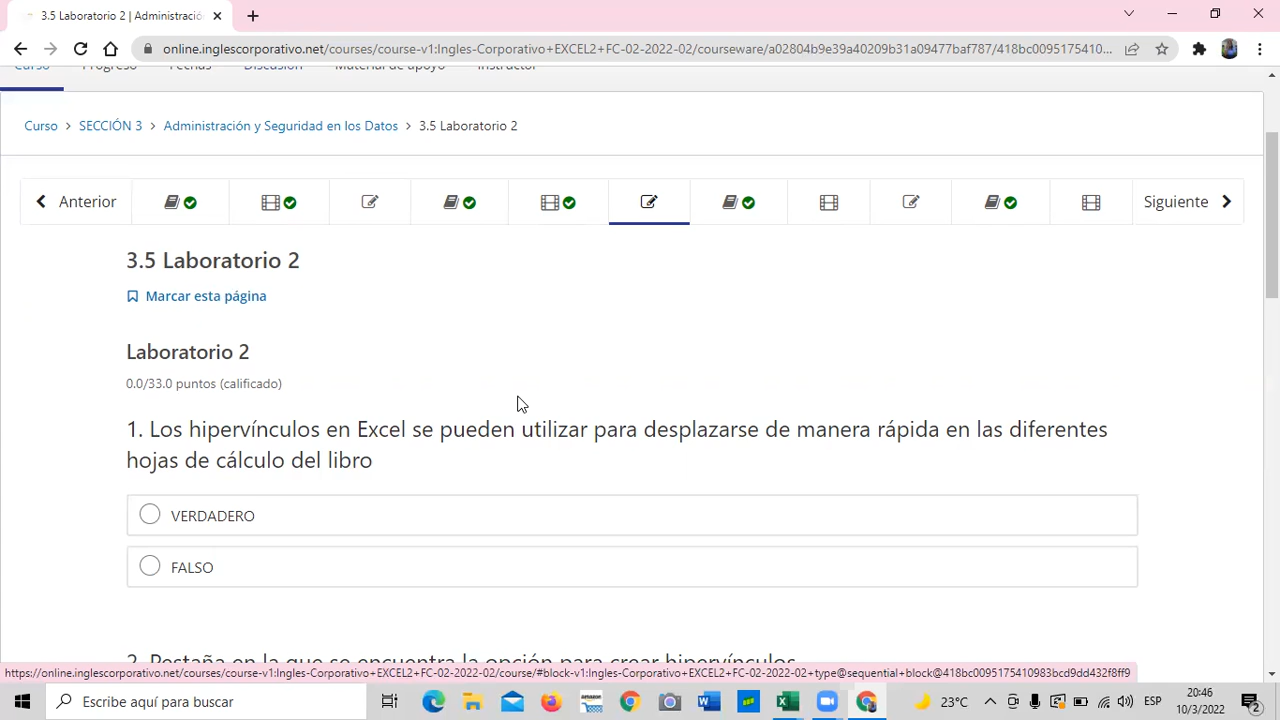 3.5 Laboratorio 2 | Administració
online.inglescorporativo.net/courses/course-v1:Ingles-Corporativo+EXCEL2+FC-02-2022-02/courseware/a02804b9e39a40209b31a09477baf787/418bc0095175410...
Curso Progreso Fechas Discusión Material de apoyo Instructor
Curso > SECCIÓN 3 > Administración y Seguridad en los Datos > 3.5 Laboratorio 2
Anterior Siguiente
3.5 Laboratorio 2
Marcar esta página
Laboratorio 2
0.0/33.0 puntos (calificado)
1. Los hipervínculos en Excel se pueden utilizar para desplazarse de manera rápida en las diferentes
hojas de cálculo del libro
VERDADERO
FALSO
2. Pestaña en la que se encuentra la opción para crear hipervínculos
https://online.inglescorporativo.net/courses/course-v1:Ingles-Corporativo+EXCEL2+FC-02-2022-02/course/#block-v1:Ingles-Corporativo+EXCEL2+FC-02-2022-02+type@sequential+block@418bc0095175410983bcd9dd432f8ff9
Escribe aquí para buscar
amazon
23°C
ESP
20:46
10/3/2022
2